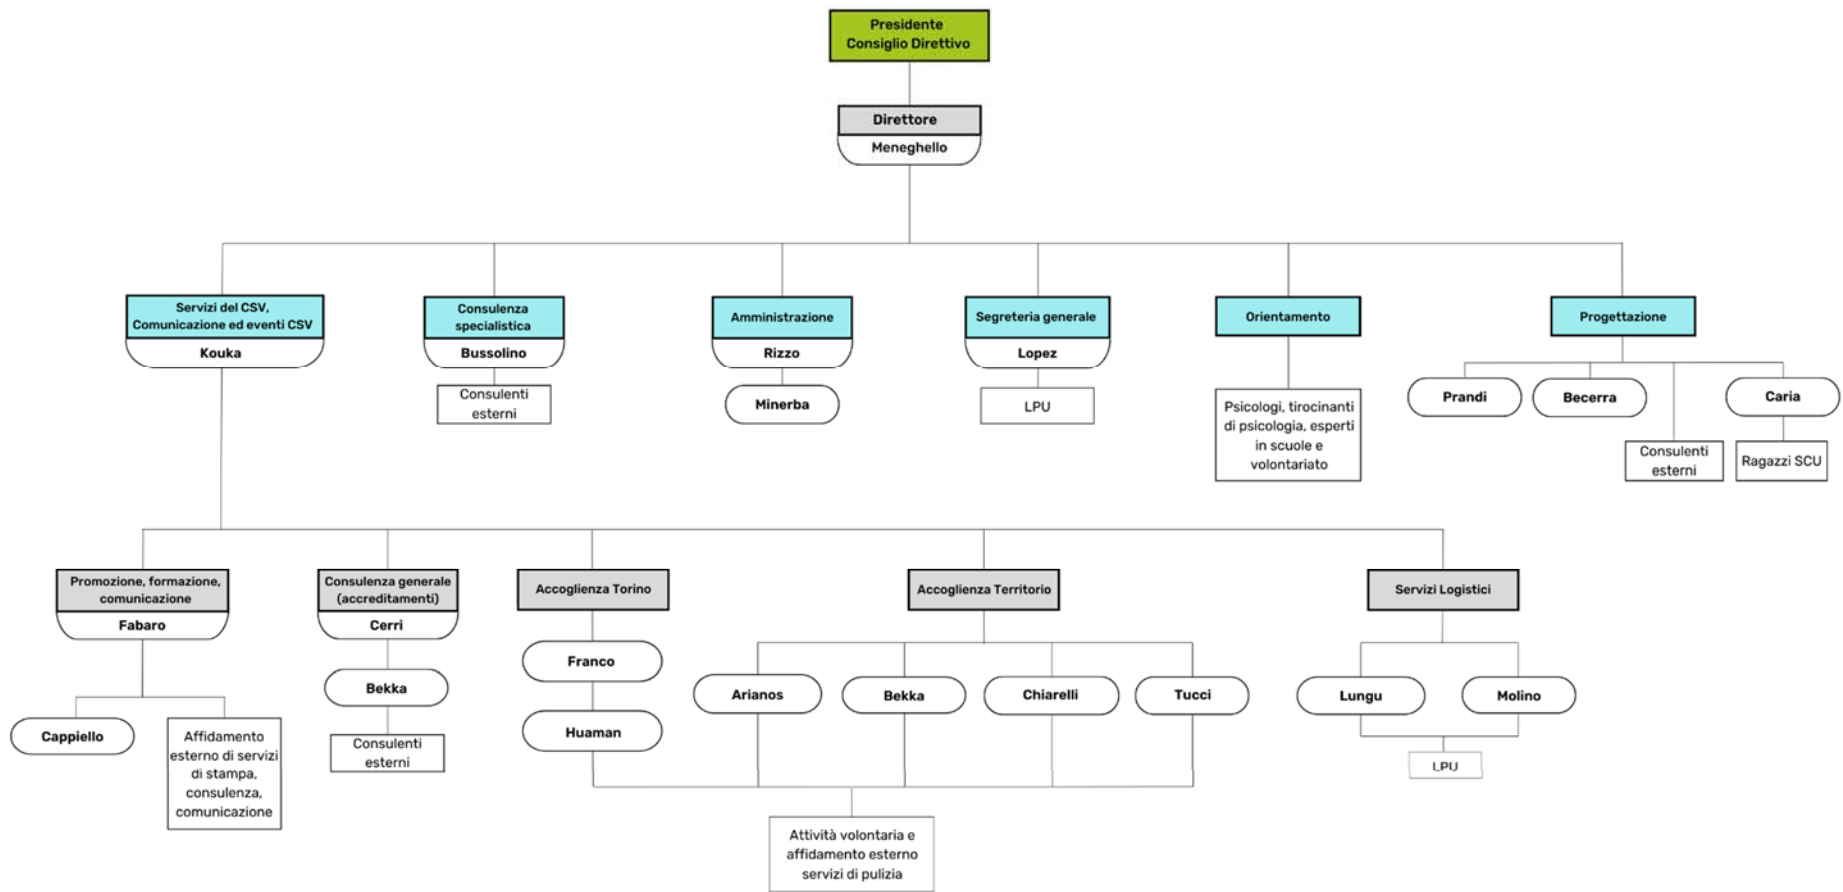 Presidente
Consiglio Direttivo
Direttore
Meneghello
Servizi del CSV,
Comunicazione ed eventi CSV
Kouka
Consulenza
specialistica
Bussolino
Consulenti
esterni
Amministrazione
Rizzo
Minerba
Segreteria generale
Lopez
LPU
Orientamento
Psicologi, tirocinanti
di psicologia, esperti
in scuole e
volontariato
Progettazione
Prandi
Becerra
Consulenti
esterni
Caria
Ragazzi SCU
Promozione, formazione,
comunicazione
Fabaro
Cappiello
Affidamento
esterno di servizi
di stampa,
consulenza,
comunicazione
Consulenza generale
(accreditamenti)
Cerri
Bekka
Consulenti
esterni
Accoglienza Torino
Franco
Huaman
Accoglienza Territorio
Arianos
Bekka
Chiarelli
Tucci
Attività volontaria e
affidamento esterno
servizi di pulizia
Servizi Logistici
Lungu
Molino
LPU